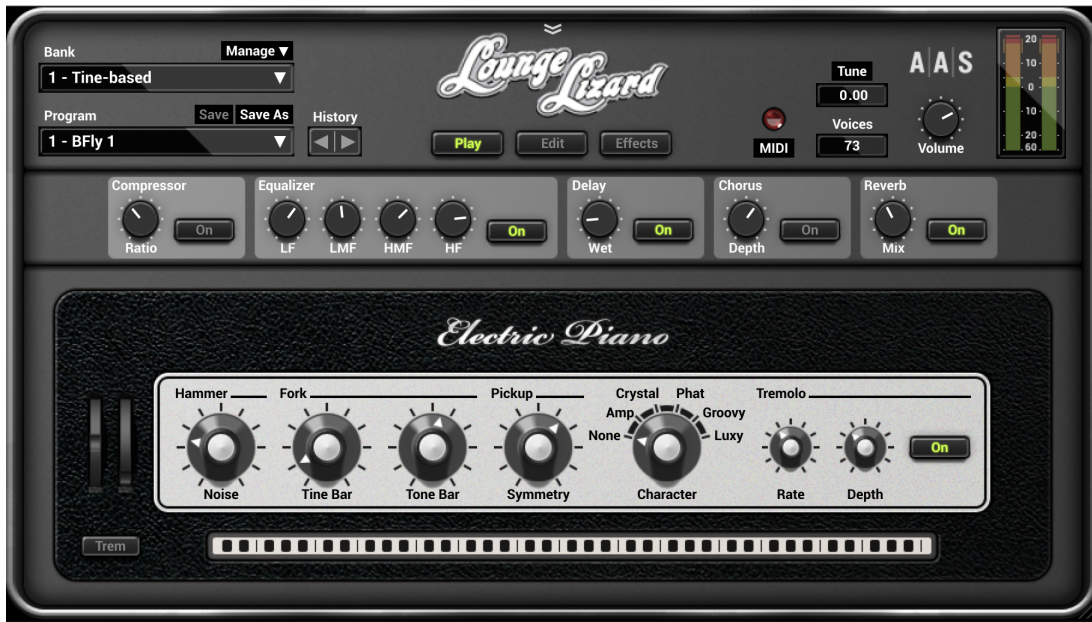 Bank
Manage ▼
1 - Tine-based ▼
Program
Save
Save As
1 - BFly 1 ▼
History
Lounge
Lizard
Play
Edit
Effects
MIDI
Tune
0.00
Voices
73
A|A|S
Volume
20
10
0
10
20
60
Compressor
Ratio
On
Equalizer
LF
LMF
HMF
HF
On
Delay
Wet
On
Chorus
Depth
On
Reverb
Mix
On
Electric Piano
Hammer
Noise
Fork
Tine Bar
Tone Bar
Pickup
Symmetry
Crystal
Phat
Amp
Groovy
None
Luxy
Character
Tremolo
Rate
Depth
On
Trem